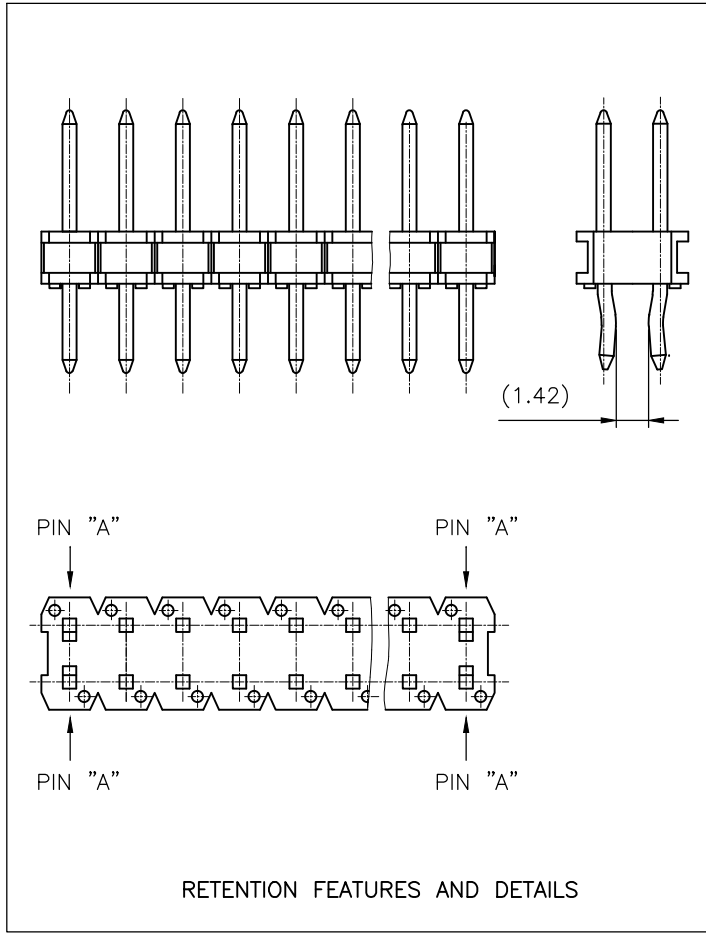 (1.42)
PIN ”A” PIN ”A”
PIN ”A” PIN ”A”
RETENTION FEATURES AND DETAILS